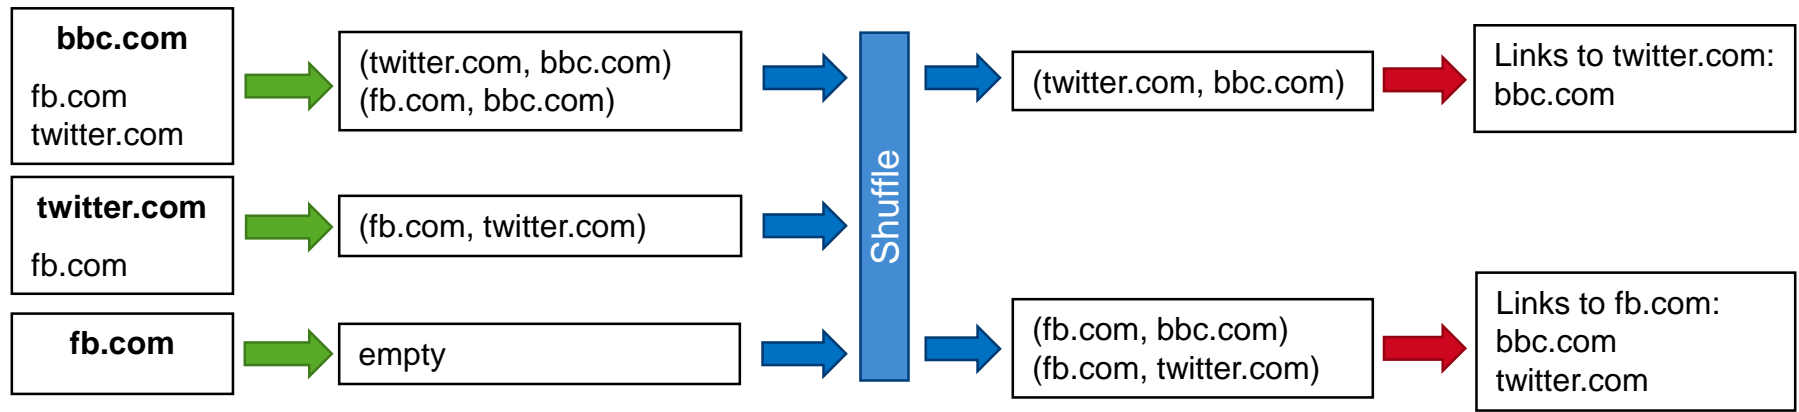 bbc.com
fb.com
twitter.com
(twitter.com, bbc.com)
(fb.com, bbc.com)
twitter.com
fb.com
(fb.com, twitter.com)
fb.com
empty
Shuffle
(twitter.com, bbc.com)
Links to twitter.com:
bbc.com
(fb.com, bbc.com)
(fb.com, twitter.com)
Links to fb.com:
bbc.com
twitter.com